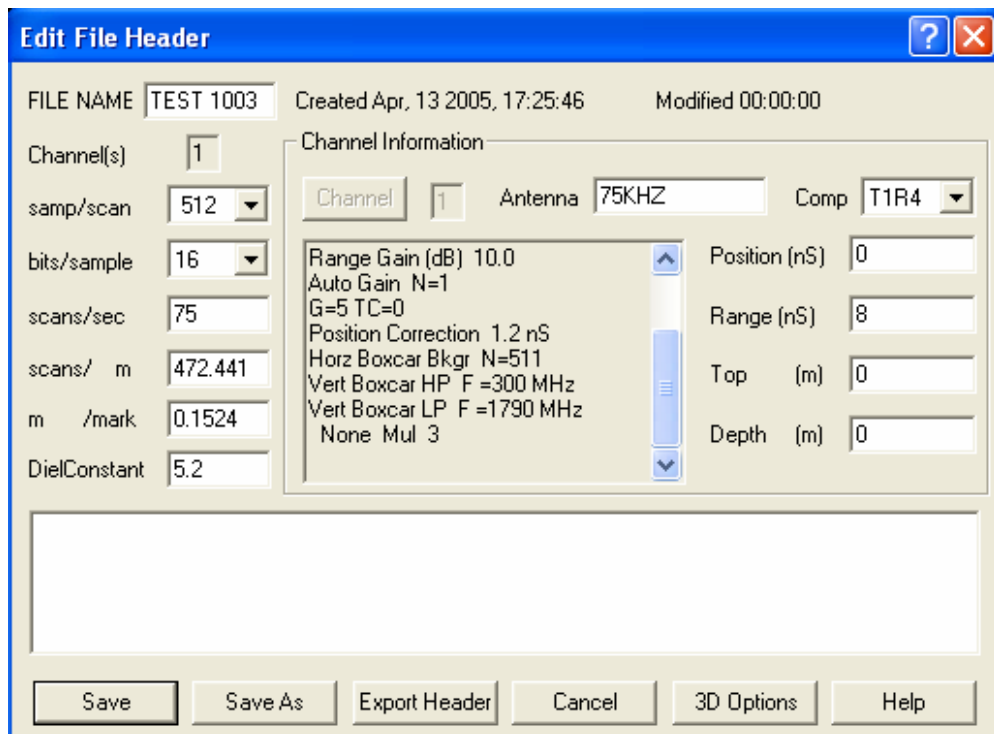 Edit File Header
FILE NAME TEST 1003 Created Apr, 13 2005, 17:25:46 Modified 00:00:00
Channel(s) 1
samp/scan 512
bits/sample 16
scans/sec 75
scans/ m 472.441
m /mark 0.1524
DielConstant 5.2
Channel Information
Channel 1 Antenna 75KHZ Comp T1R4
Range Gain (dB) 10.0
Auto Gain N=1
G=5 TC=0
Position Correction 1.2 nS
Horz Boxcar Bkgr N=511
Vert Boxcar HP F =300 MHz
Vert Boxcar LP F =1790 MHz
None Mul 3
Position (nS) 0
Range (nS) 8
Top (m) 0
Depth (m) 0
Save Save As Export Header Cancel 3D Options Help